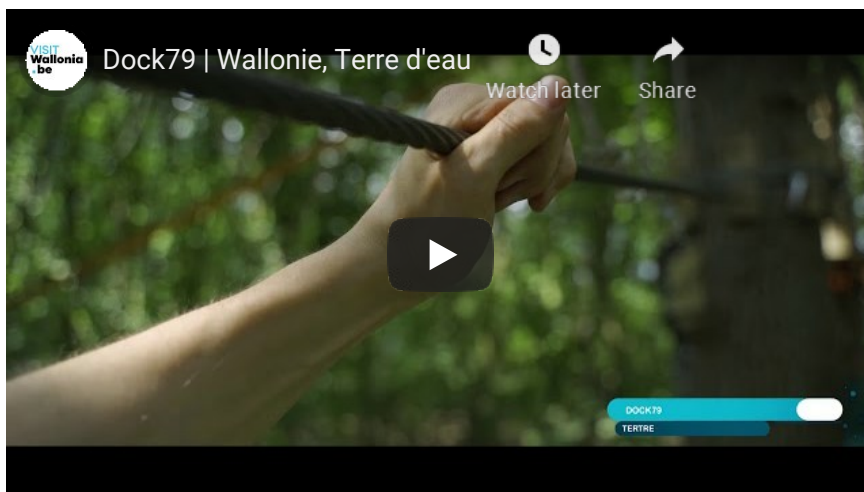 VISIT
Wallonia
.be
Dock79 | Wallonie, Terre d'eau
Watch later
Share
DOCK79
TERTRE